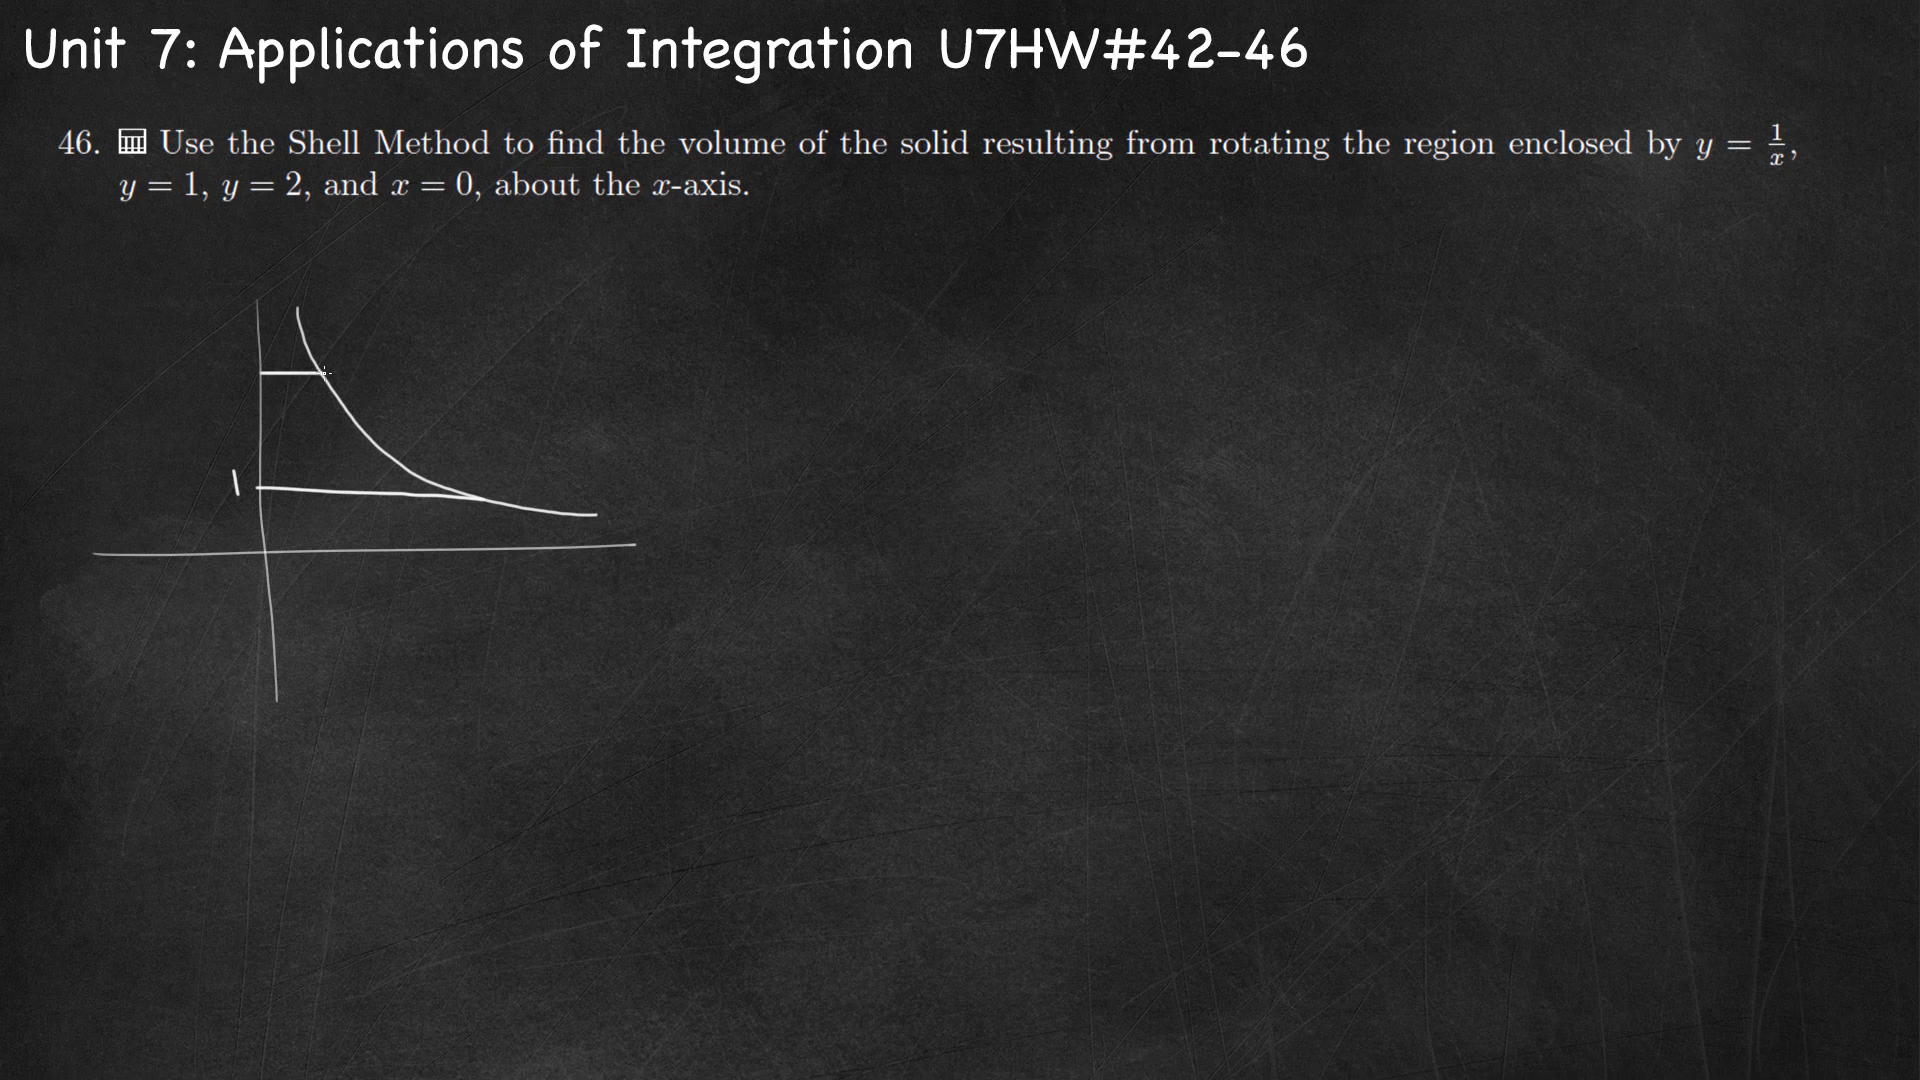 Unit 7: Applications of Integration U7HW#42-46
46. Use the Shell Method to find the volume of the solid resulting from rotating the region enclosed by y = 1/x,
y = 1, y = 2, and x = 0, about the x-axis.
1